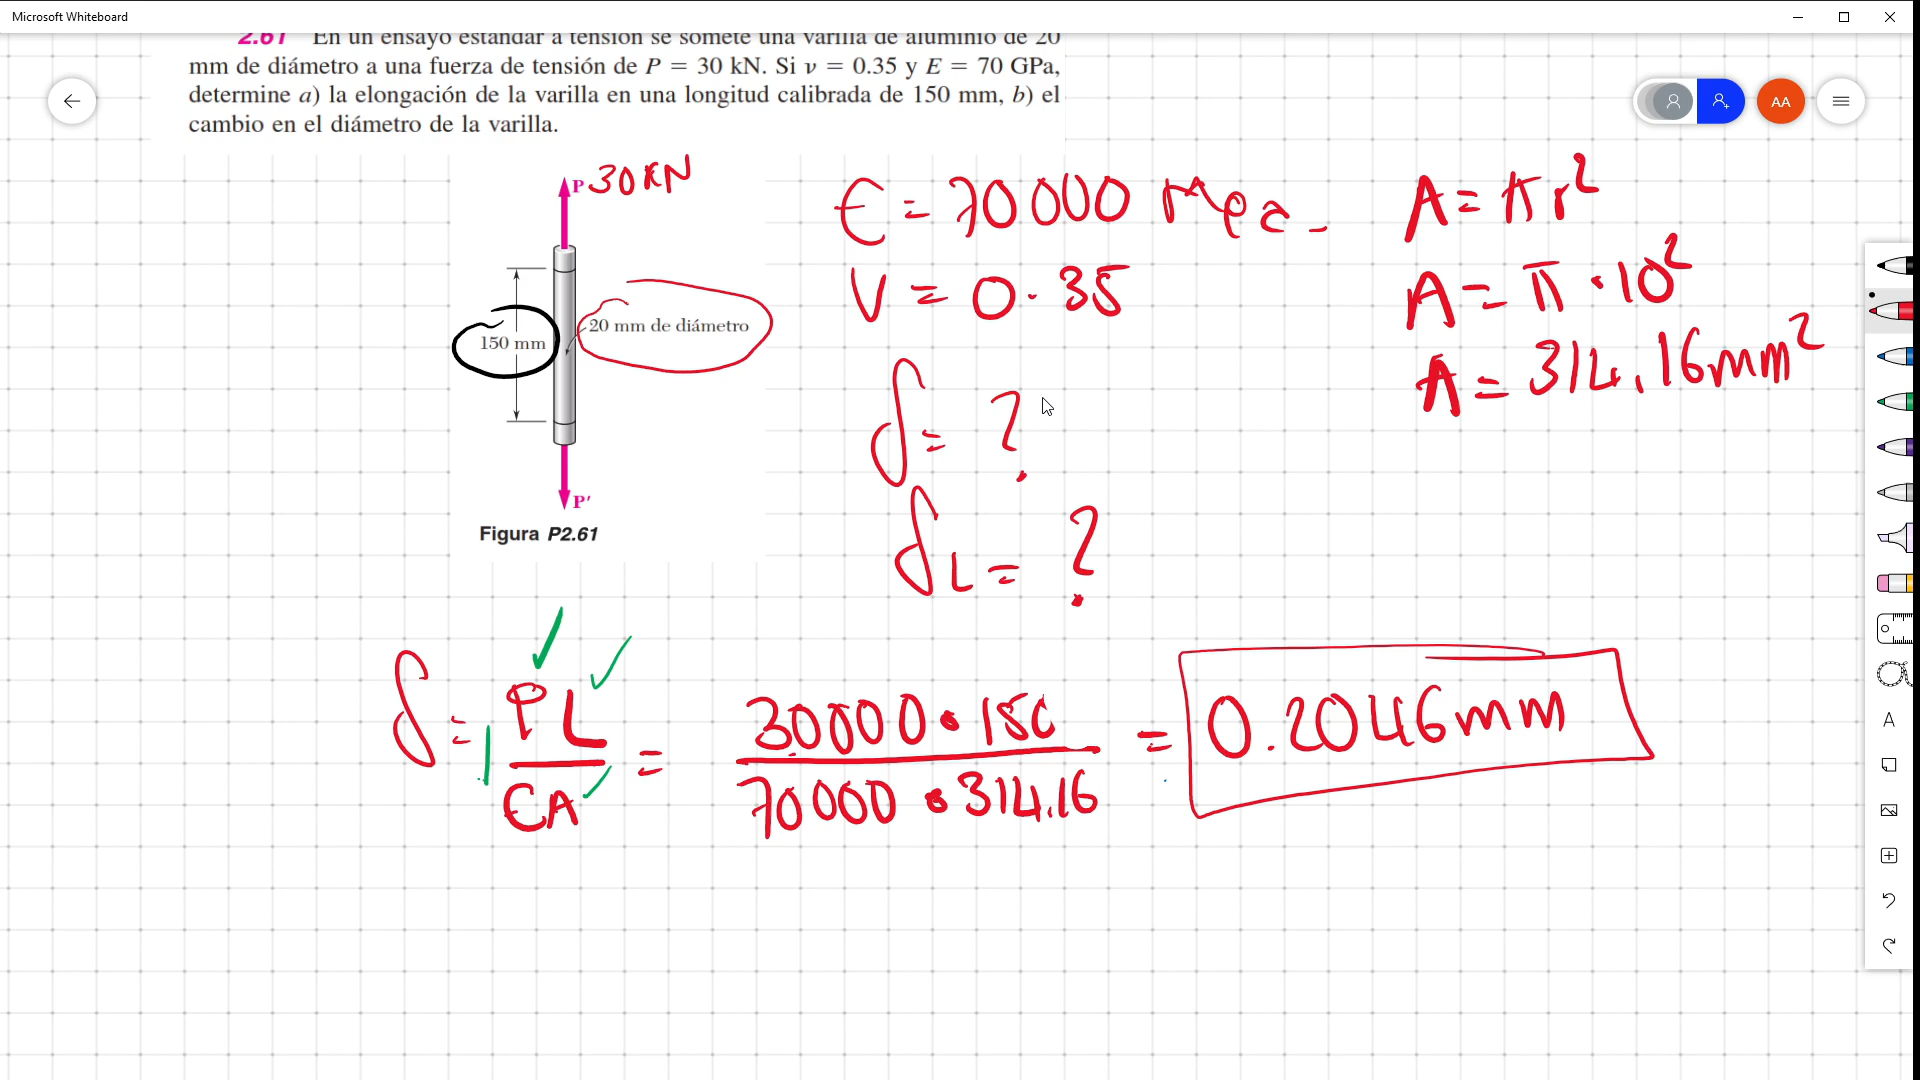 Microsoft Whiteboard
2.61 En un ensayo estándar a tensión se somete una varilla de aluminio de 20
mm de diámetro a una fuerza de tensión de P = 30 kN. Si ν = 0.35 y E = 70 GPa,
determine a) la elongación de la varilla en una longitud calibrada de 150 mm, b) el
cambio en el diámetro de la varilla.
AA
P 30 KN
20 mm de diámetro
150 mm
P′
Figura P2.61
E = 70000 Mpa
V = 0.35
δ = ?
δL = ?
A = πr²
A = π · 10²
A = 314.16mm²
δ = PL
EA
= 30000 · 150
70000 · 314.16
= 0.2046mm
A